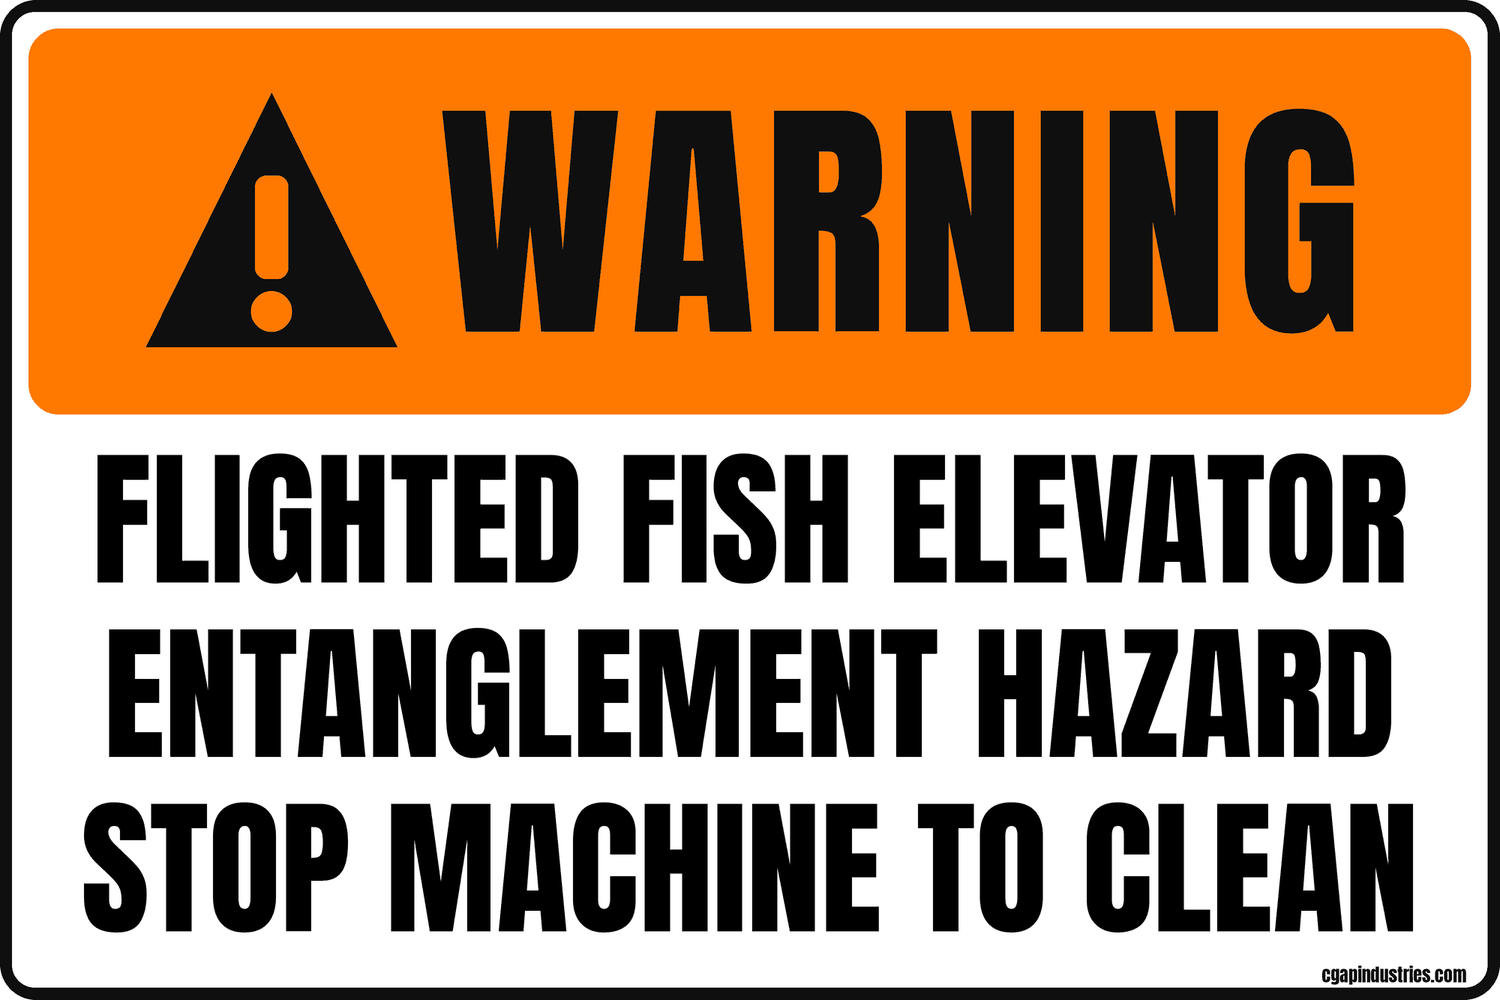 WARNING
FLIGHTED FISH ELEVATOR
ENTANGLEMENT HAZARD
STOP MACHINE TO CLEAN
cgapindustries.com